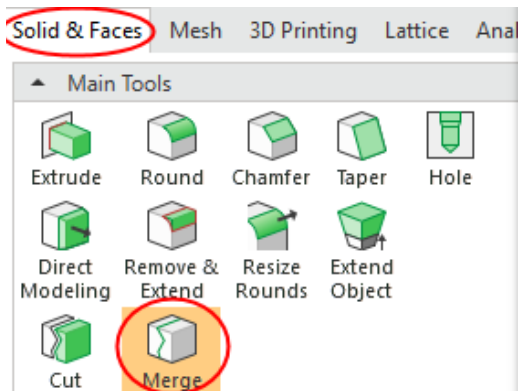 Solid & Faces Mesh 3D Printing Lattice Anal
Main Tools
Extrude Round Chamfer Taper Hole
Direct Modeling Remove & Extend Resize Rounds Extend Object
Cut Merge